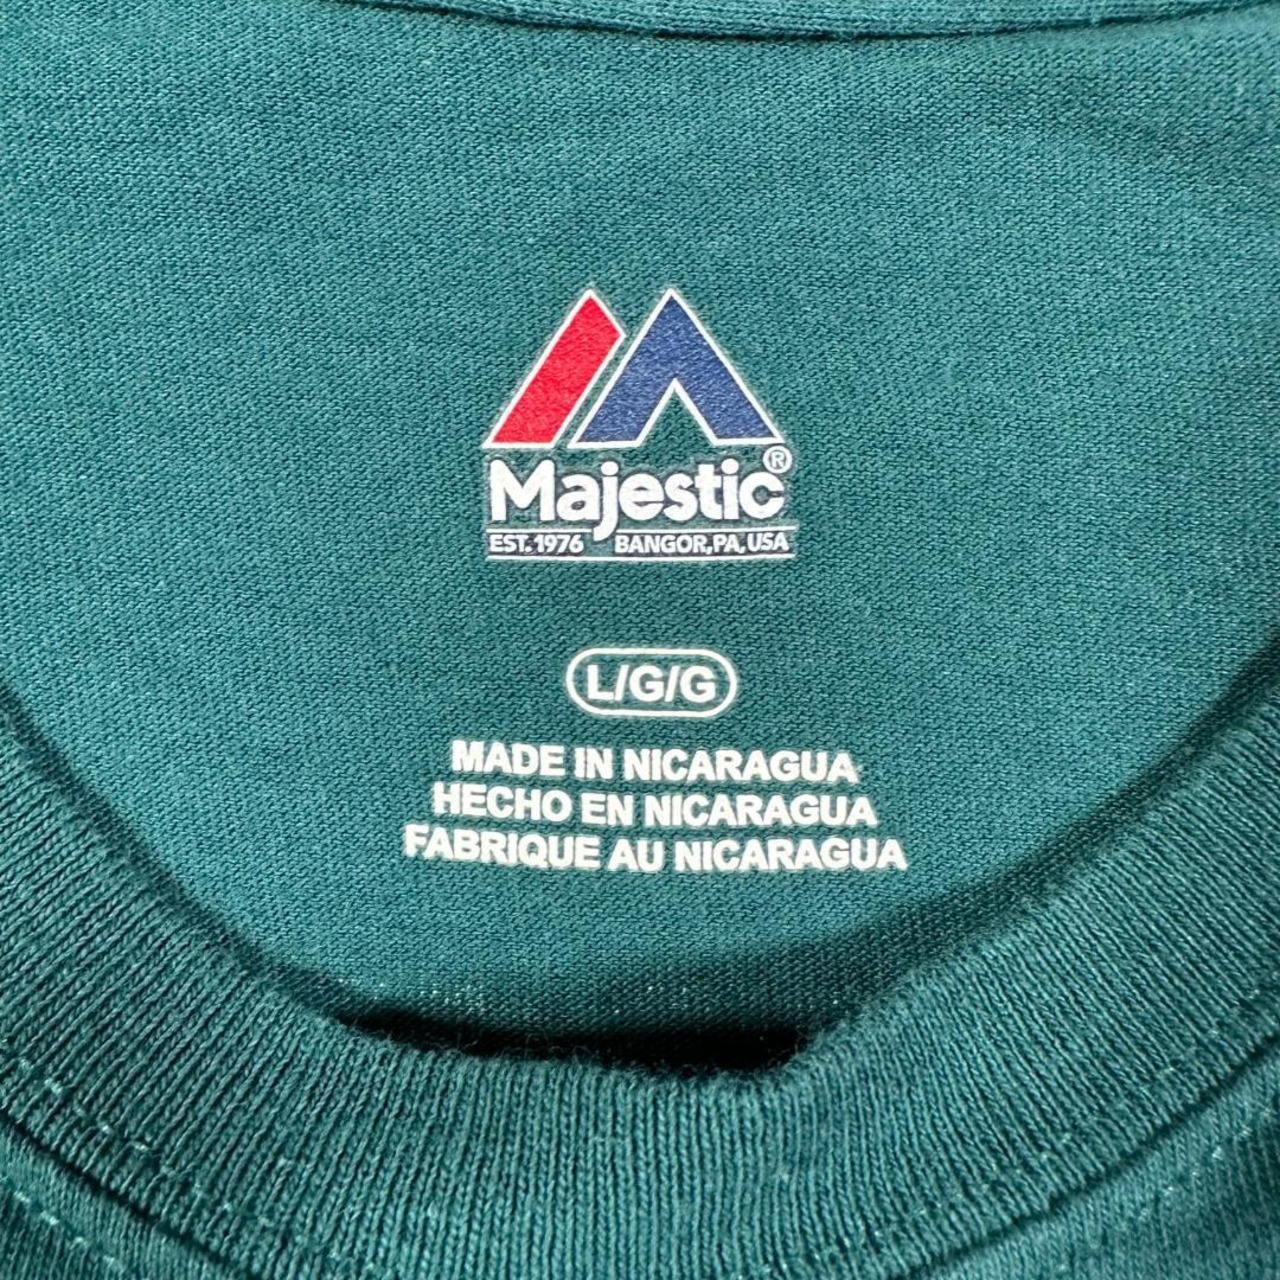 Majestic®
EST. 1976 BANGOR, PA, USA
L/G/G
MADE IN NICARAGUA
HECHO EN NICARAGUA
FABRIQUE AU NICARAGUA